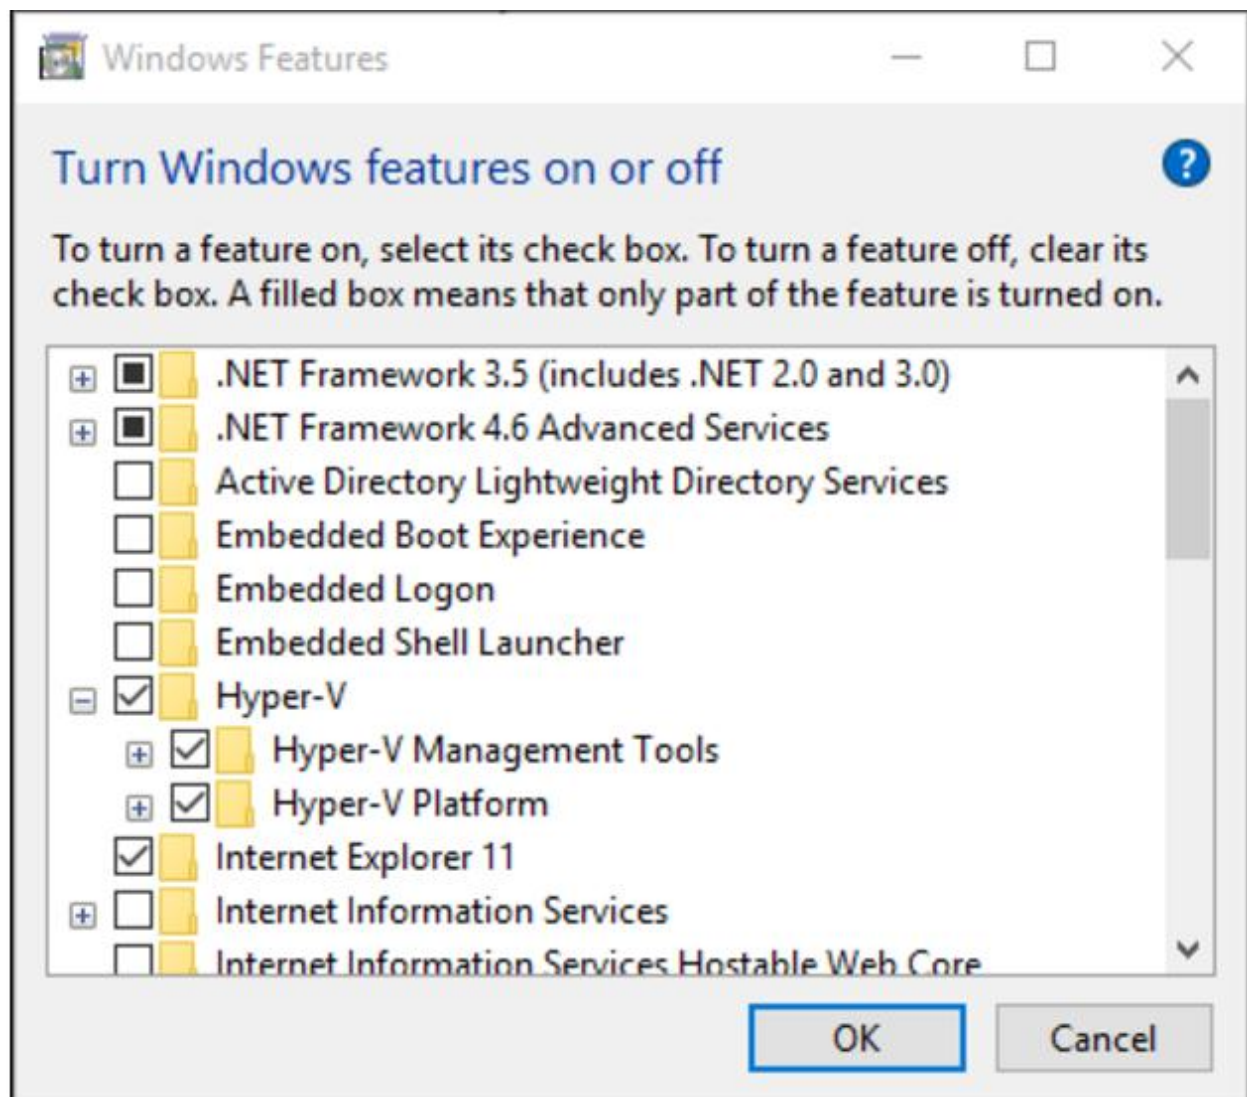 Windows Features
Turn Windows features on or off
To turn a feature on, select its check box. To turn a feature off, clear its
check box. A filled box means that only part of the feature is turned on.
.NET Framework 3.5 (includes .NET 2.0 and 3.0)
.NET Framework 4.6 Advanced Services
Active Directory Lightweight Directory Services
Embedded Boot Experience
Embedded Logon
Embedded Shell Launcher
Hyper-V
Hyper-V Management Tools
Hyper-V Platform
Internet Explorer 11
Internet Information Services
Internet Information Services Hostable Web Core
OK Cancel